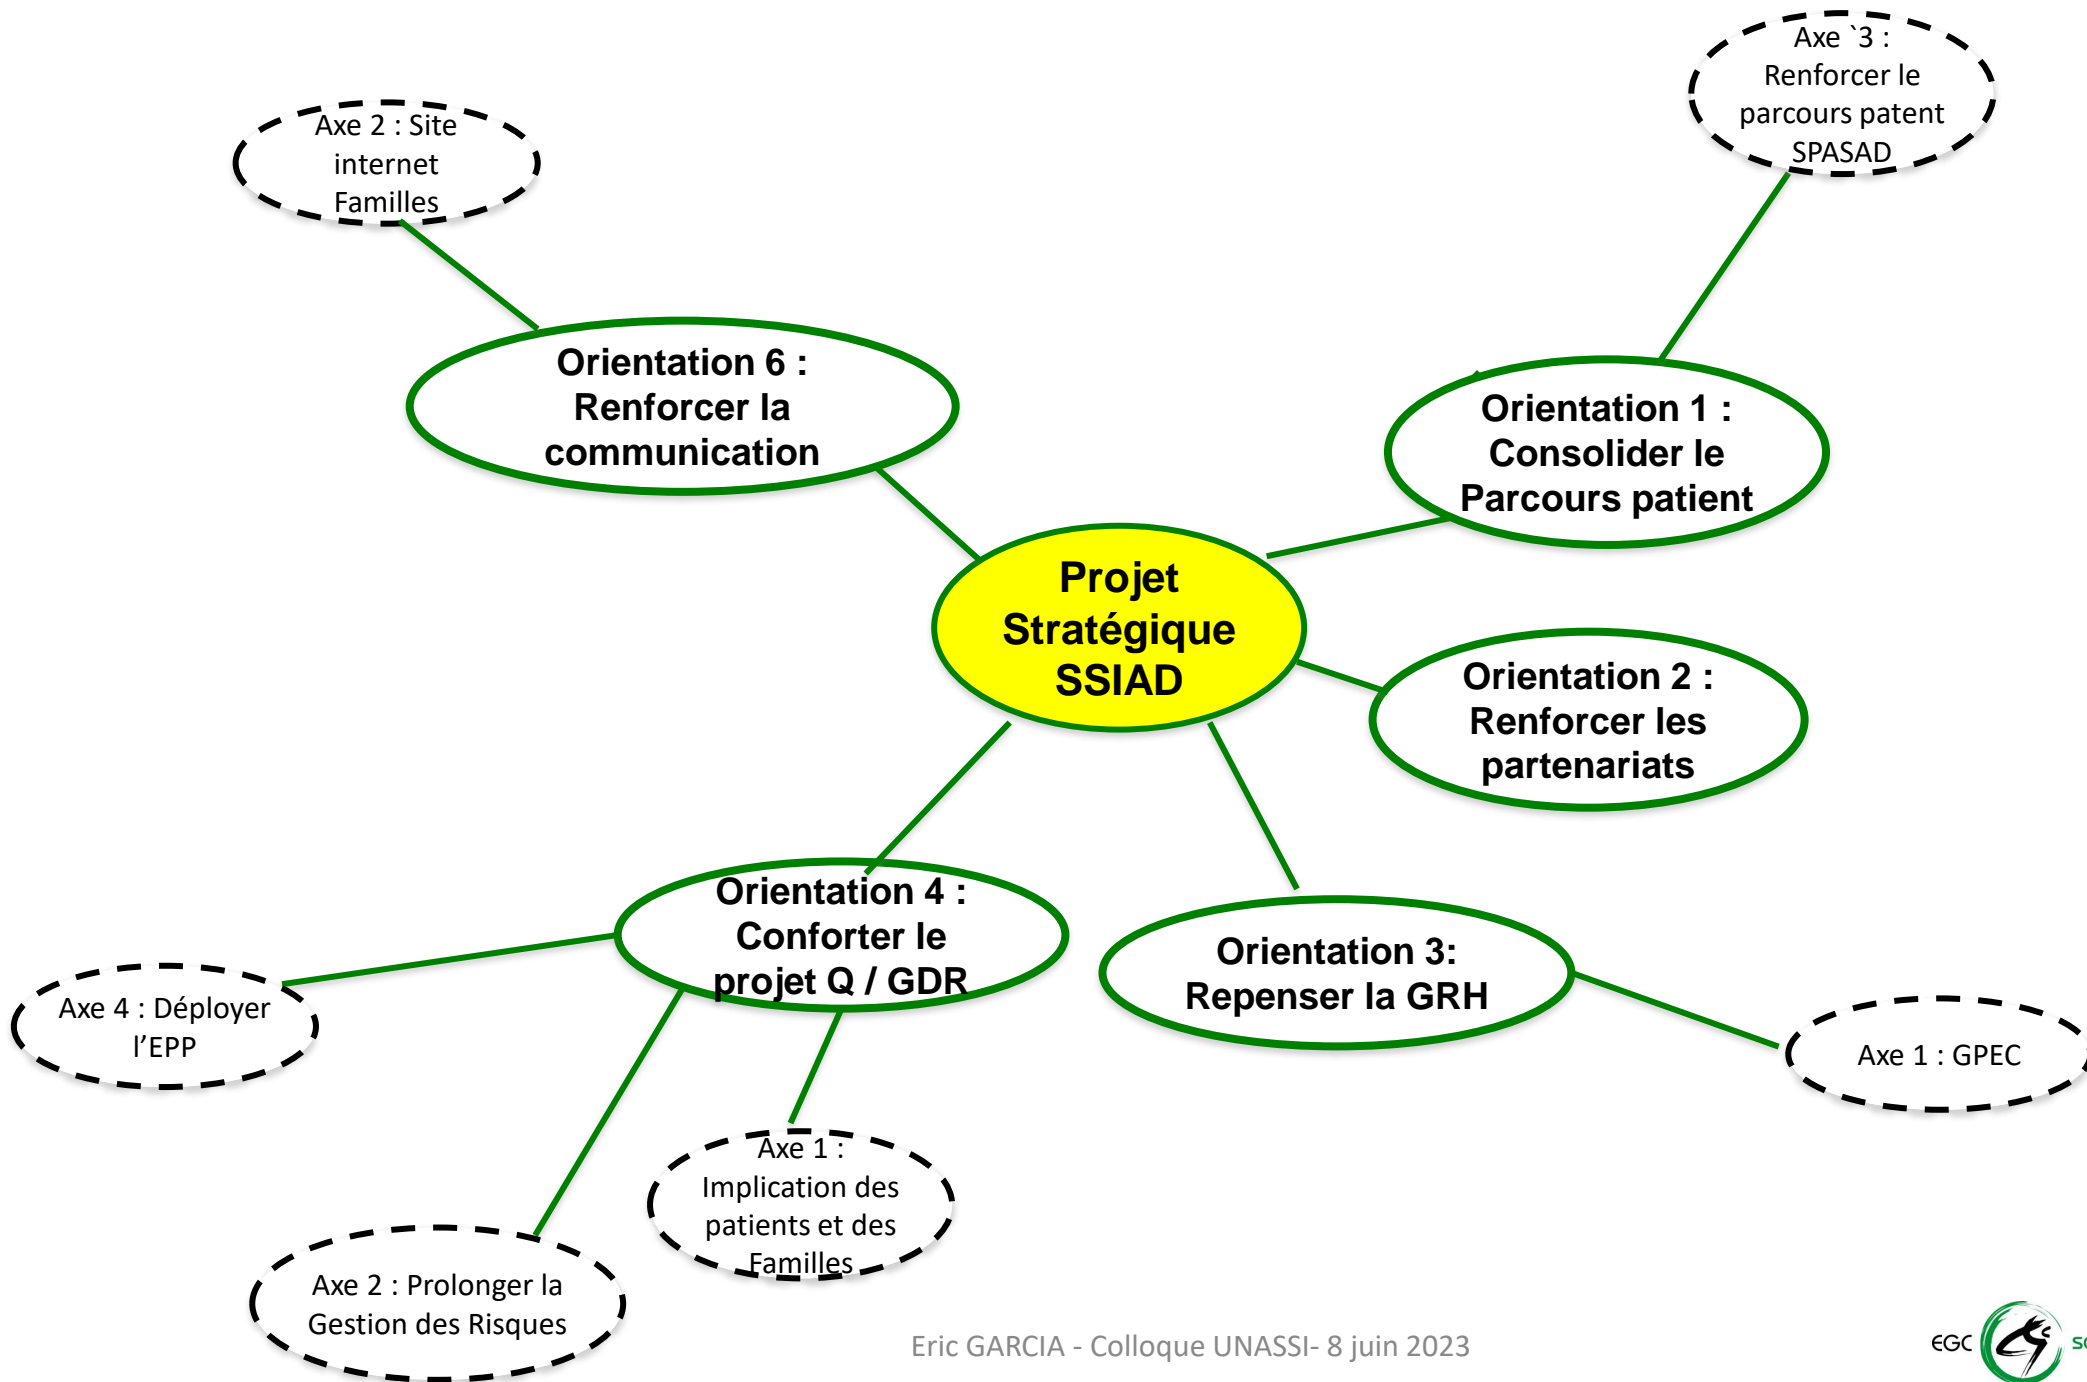 Axe `3 :
Renforcer le
parcours patent
SPASAD
Axe 2 : Site
internet
Familles
Orientation 6 :
Renforcer la
communication
Orientation 1 :
Consolider le
Parcours patient
Projet
Stratégique
SSIAD
Orientation 2 :
Renforcer les
partenariats
Orientation 4 :
Conforter le
projet Q / GDR
Orientation 3:
Repenser la GRH
Axe 4 : Déployer
l’EPP
Axe 1 : GPEC
Axe 1 :
Implication des
patients et des
Familles
Axe 2 : Prolonger la
Gestion des Risques
Eric GARCIA - Colloque UNASSI- 8 juin 2023
EGC